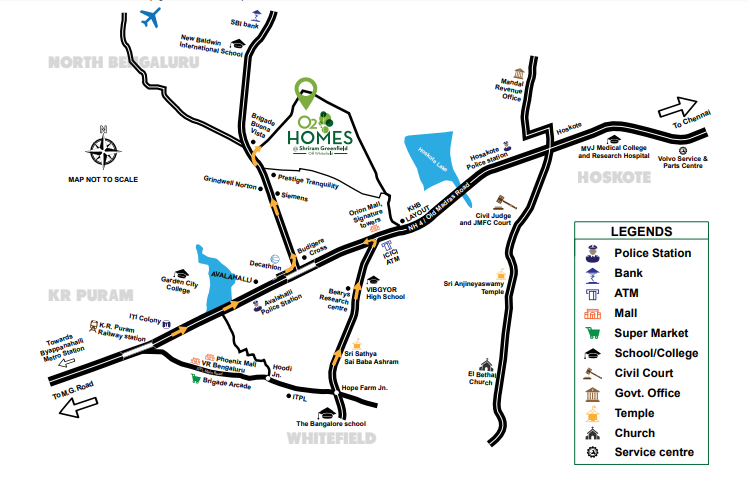 SBI bank
New Baldwin
International School
NORTH BENGALURU
Mandal
Revenue
Office
To Chennai
Brigade
Buena
Vista
O2
HOMES
@ Shriram Greenfield
Hoskote
MAP NOT TO SCALE
Hoskote Lake
Hosakote
Police station
MVJ Medical College
and Research Hospital
Volvo Service &
Parts Centre
HOSKOTE
Grindwell Norton
Prestige Tranquility
Siemens
Orion Mall,
Signature
towers
KHB
LAYOUT
NH 4 / Old Madras Road
Civil Judge
and JMFC Court
Budigere
Cross
ICICI
ATM
Decathlon
Garden City
College
AVALAHALLI
Avalahalli
Police Station
Bearys
Research
centre
VIBGYOR
High School
Sri Anjineyaswamy
Temple
KR PURAM
ITI Colony
K.R. Puram
Railway station
Towards
Byappanahalli
Metro Station
Phoenix Mall
VR Bengaluru
Brigade Arcade
Hoodi
Jn.
Sri Sathya
Sai Baba Ashram
El Bethal
Church
To M.G. Road
ITPL
Hope Farm Jn.
The Bangalore school
WHITEFIELD
LEGENDS
Police Station
Bank
ATM
Mall
Super Market
School/College
Civil Court
Govt. Office
Temple
Church
Service centre